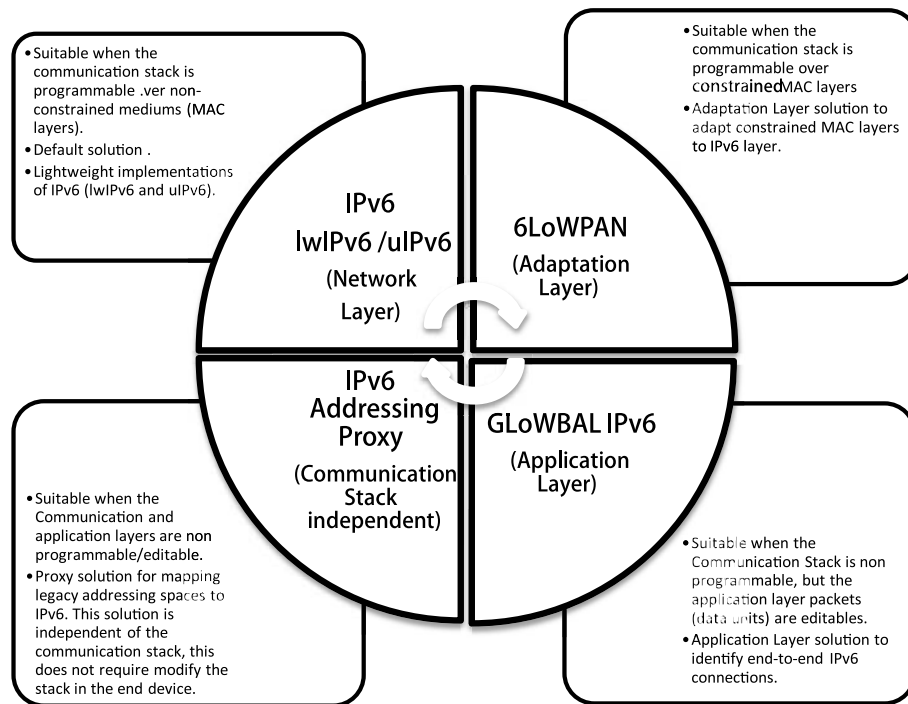 • Suitable when the
communication stack is
programmable .ver non-
constrained mediums (MAC
layers).
• Default solution .
• Lightweight implementations
of IPv6 (lwIPv6 and uIPv6).
• Suitable when the
communication stack is
programmable over
constrained MAC layers
• Adaptation Layer solution to
adapt constrained MAC layers
to IPv6 layer.
IPv6
lwIPv6 /uIPv6
(Network
Layer)
6LoWPAN
(Adaptation
Layer)
IPv6
Addressing
Proxy
(Communication
Stack
independent)
GLoWBAL IPv6
(Application
Layer)
• Suitable when the
Communication and
application layers are non
programmable/editable.
• Proxy solution for mapping
legacy addressing spaces to
IPv6. This solution is
independent of the
communication stack, this
does not require modify the
stack in the end device.
• Suitable when the
Communication Stack is non
programmable, but the
application layer packets
(data units) are editables.
• Application Layer solution to
identify end-to-end IPv6
connections.